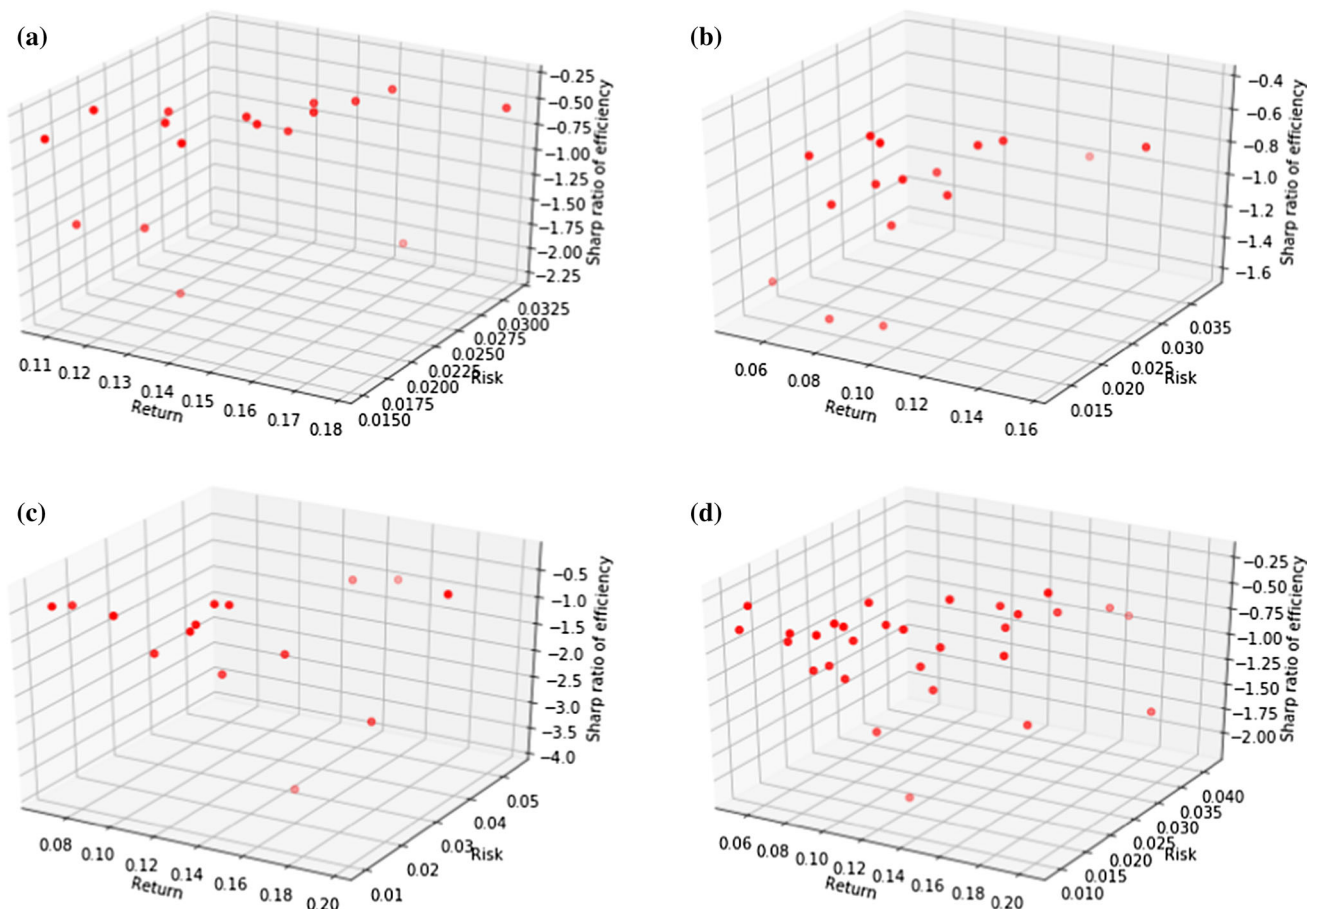 (a)
−0.25
−0.50
−0.75
−1.00
−1.25
−1.50
−1.75
−2.00
−2.25
Sharp ratio of efficiency
0.0325
0.0300
0.0275
0.0250
0.0225
0.0200
0.0175
0.0150
Risk
0.11 0.12 0.13 0.14 0.15 0.16 0.17 0.18
Return
(b)
−0.4
−0.6
−0.8
−1.0
−1.2
−1.4
−1.6
Sharp ratio of efficiency
0.035
0.030
0.025
0.020
0.015
Risk
0.06 0.08 0.10 0.12 0.14 0.16
Return
(c)
−0.5
−1.0
−1.5
−2.0
−2.5
−3.0
−3.5
−4.0
Sharp ratio of efficiency
0.05
0.04
0.03
0.02
0.01
Risk
0.08 0.10 0.12 0.14 0.16 0.18 0.20
Return
(d)
−0.25
−0.50
−0.75
−1.00
−1.25
−1.50
−1.75
−2.00
Sharp ratio of efficiency
0.040
0.035
0.030
0.025
0.020
0.015
0.010
Risk
0.06 0.08 0.10 0.12 0.14 0.16 0.18 0.20
Return